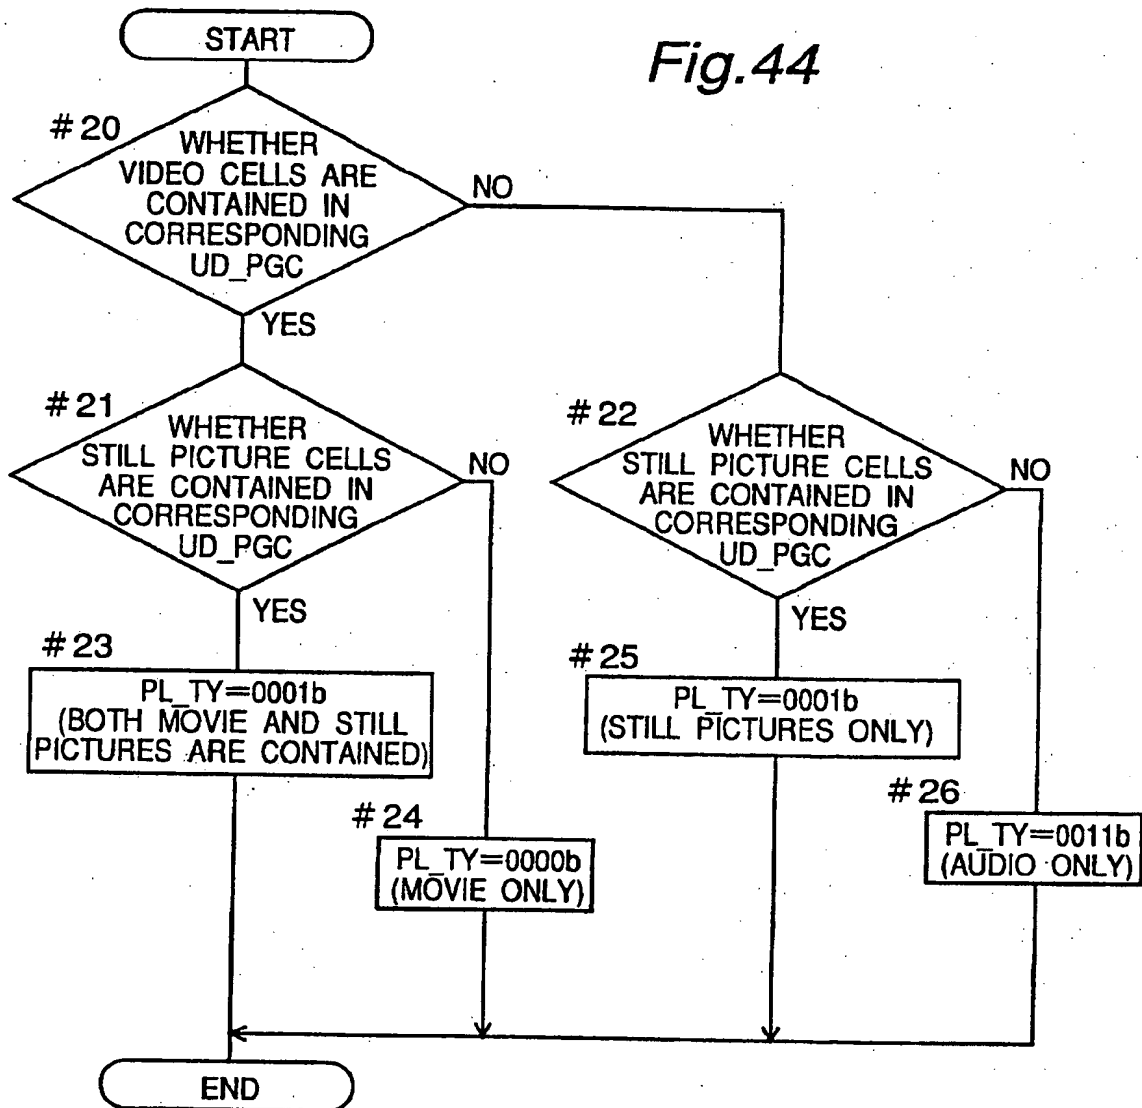 START
Fig.44
#20
WHETHER
VIDEO CELLS ARE
CONTAINED IN
CORRESPONDING
UD_PGC
NO
YES
#21
WHETHER
STILL PICTURE CELLS
ARE CONTAINED IN
CORRESPONDING
UD_PGC
NO
YES
#22
WHETHER
STILL PICTURE CELLS
ARE CONTAINED IN
CORRESPONDING
UD_PGC
NO
YES
#23
PL_TY=0001b
(BOTH MOVIE AND STILL
PICTURES ARE CONTAINED)
#25
PL_TY=0001b
(STILL PICTURES ONLY)
#24
PL_TY=0000b
(MOVIE ONLY)
#26
PL_TY=0011b
(AUDIO ONLY)
END